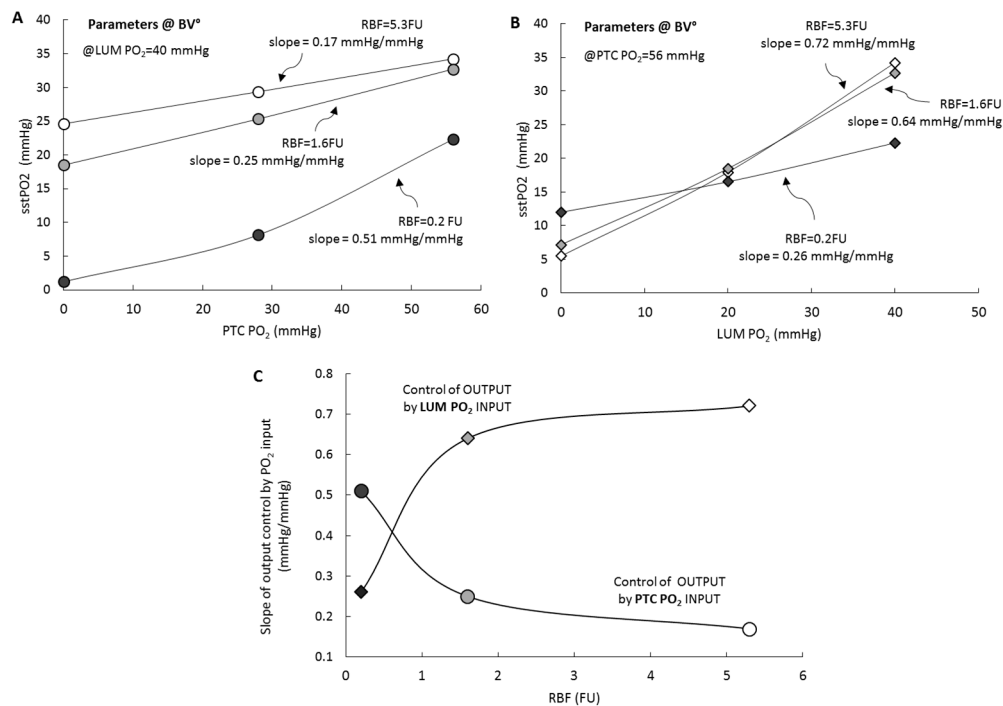 A
Parameters @ BV°
@LUM PO₂=40 mmHg
RBF=5.3FU
slope = 0.17 mmHg/mmHg
RBF=1.6FU
slope = 0.25 mmHg/mmHg
RBF=0.2 FU
slope = 0.51 mmHg/mmHg
sstPO2 (mmHg)
40
35
30
25
20
15
10
5
0
0 10 20 30 40 50 60
PTC PO₂ (mmHg)
B
Parameters @ BV°
@PTC PO₂=56 mmHg
RBF=5.3FU
slope = 0.72 mmHg/mmHg
RBF=1.6FU
slope = 0.64 mmHg/mmHg
RBF=0.2FU
slope = 0.26 mmHg/mmHg
sstPO2 (mmHg)
40
35
30
25
20
15
10
5
0
0 10 20 30 40 50
LUM PO₂ (mmHg)
C
Control of OUTPUT
by LUM PO₂ INPUT
Control of OUTPUT
by PTC PO₂ INPUT
Slope of output control by PO₂ input
(mmHg/mmHg)
0.8
0.7
0.6
0.5
0.4
0.3
0.2
0.1
0 1 2 3 4 5 6
RBF (FU)